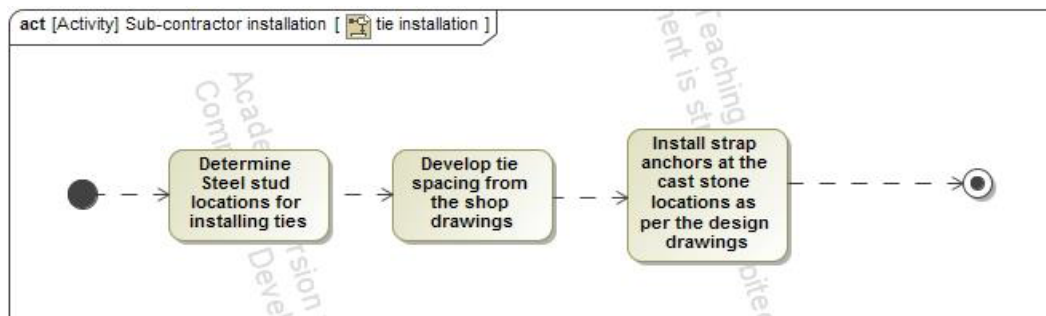 act [Activity] Sub-contractor installation [ tie installation ]
Determine
Steel stud
locations for
installing ties
Develop tie
spacing from
the shop
drawings
Install strap
anchors at the
cast stone
locations as
per the design
drawings
Teaching